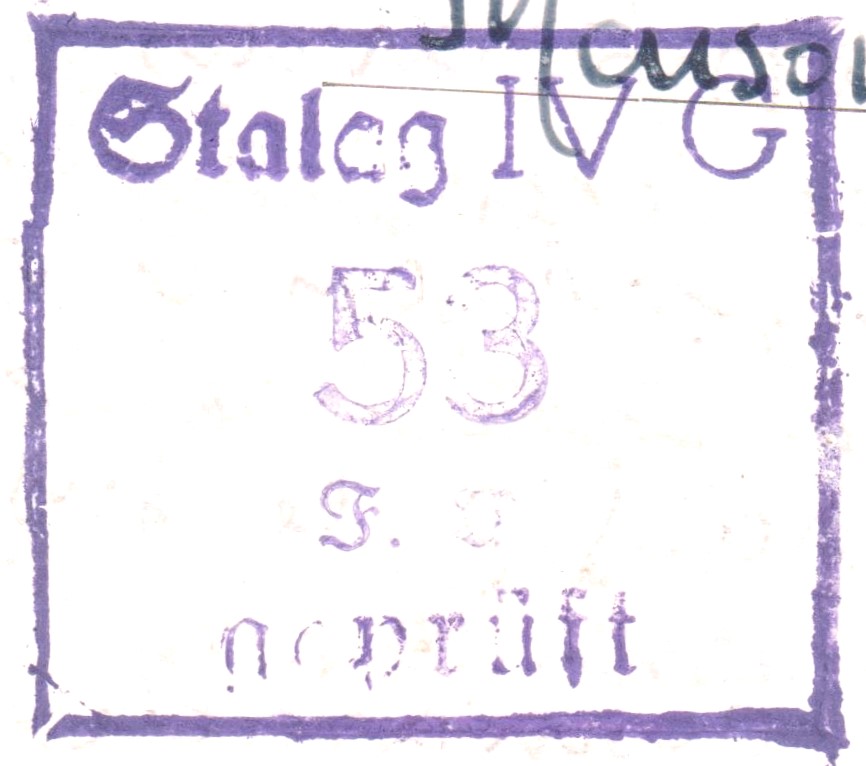 Stalag IV G
53
F.
geprüft